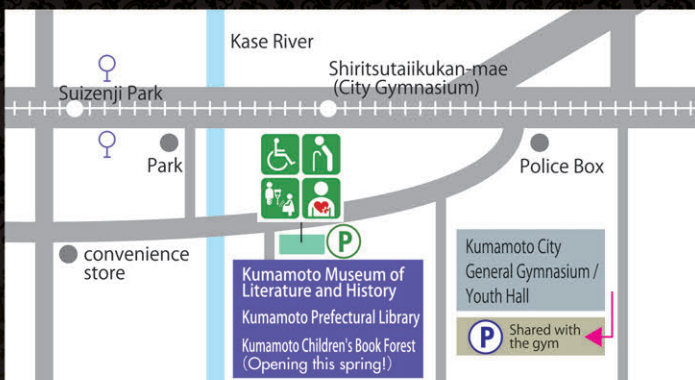 Kase River
Suizenji Park
Shiritsutaiikukan-mae
(City Gymnasium)
Park
Police Box
P
convenience
store
Kumamoto Museum of
Literature and History
Kumamoto Prefectural Library
Kumamoto Children's Book Forest
(Opening this spring!)
Kumamoto City
General Gymnasium /
Youth Hall
P
Shared with
the gym